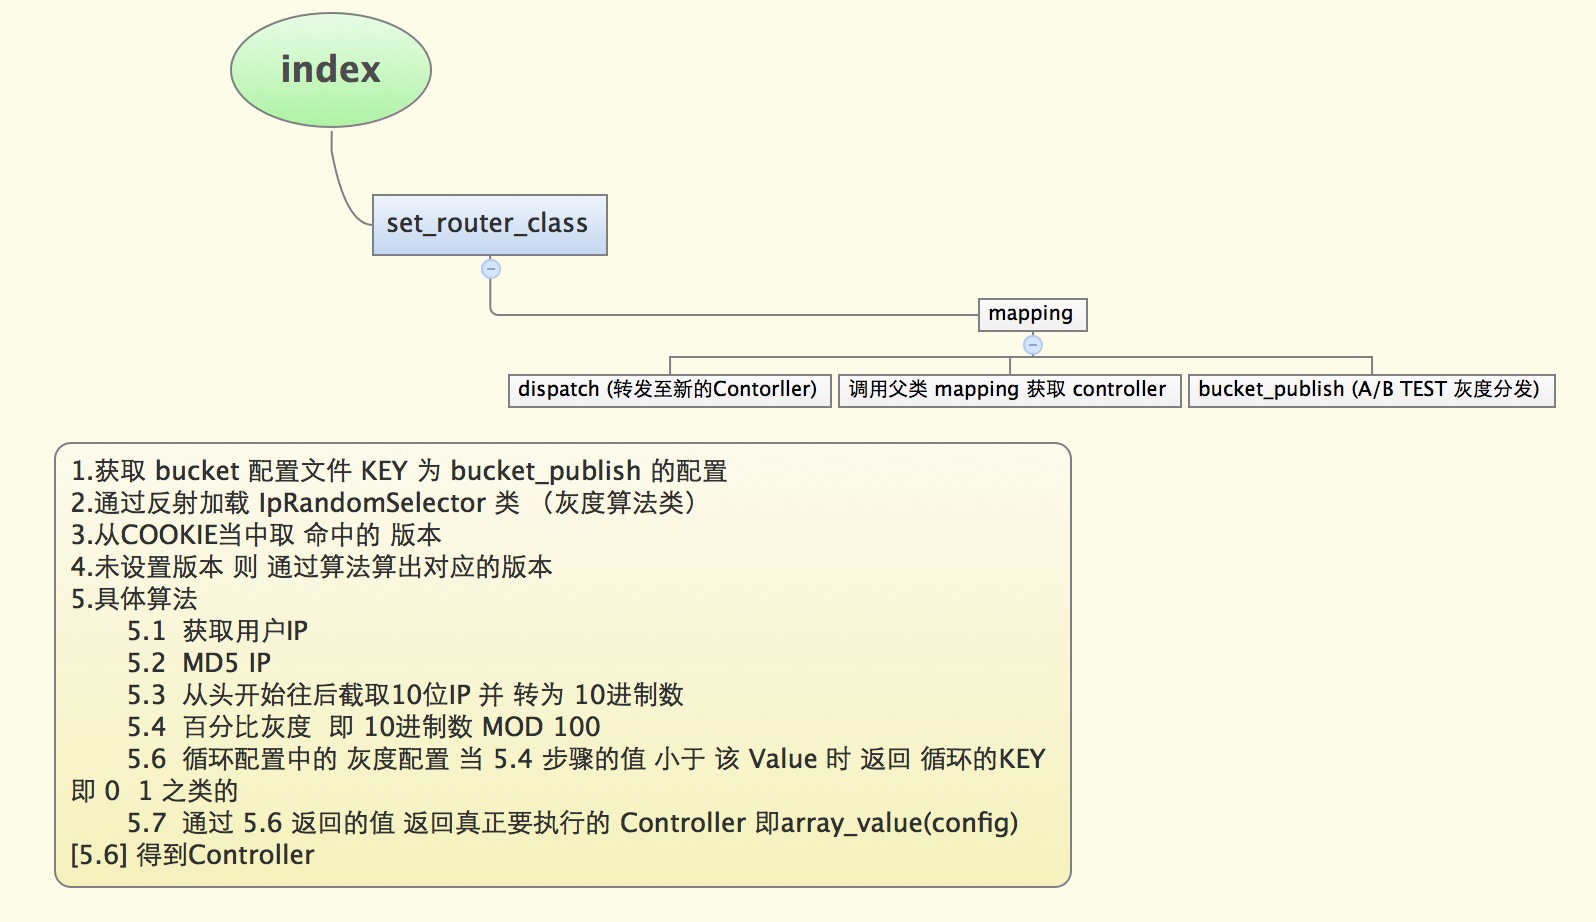 index
set_router_class
mapping
dispatch (转发至新的Contorller)
调用父类 mapping 获取 controller
bucket_publish (A/B TEST 灰度分发)
1.获取 bucket 配置文件 KEY 为 bucket_publish 的配置
2.通过反射加载 IpRandomSelector 类 （灰度算法类）
3.从COOKIE当中取 命中的 版本
4.未设置版本 则 通过算法算出对应的版本
5.具体算法
5.1 获取用户IP
5.2 MD5 IP
5.3 从头开始往后截取10位IP 并 转为 10进制数
5.4 百分比灰度 即 10进制数 MOD 100
5.6 循环配置中的 灰度配置 当 5.4 步骤的值 小于 该 Value 时 返回 循环的KEY
即 0 1 之类的
5.7 通过 5.6 返回的值 返回真正要执行的 Controller 即array_value(config)
[5.6] 得到Controller